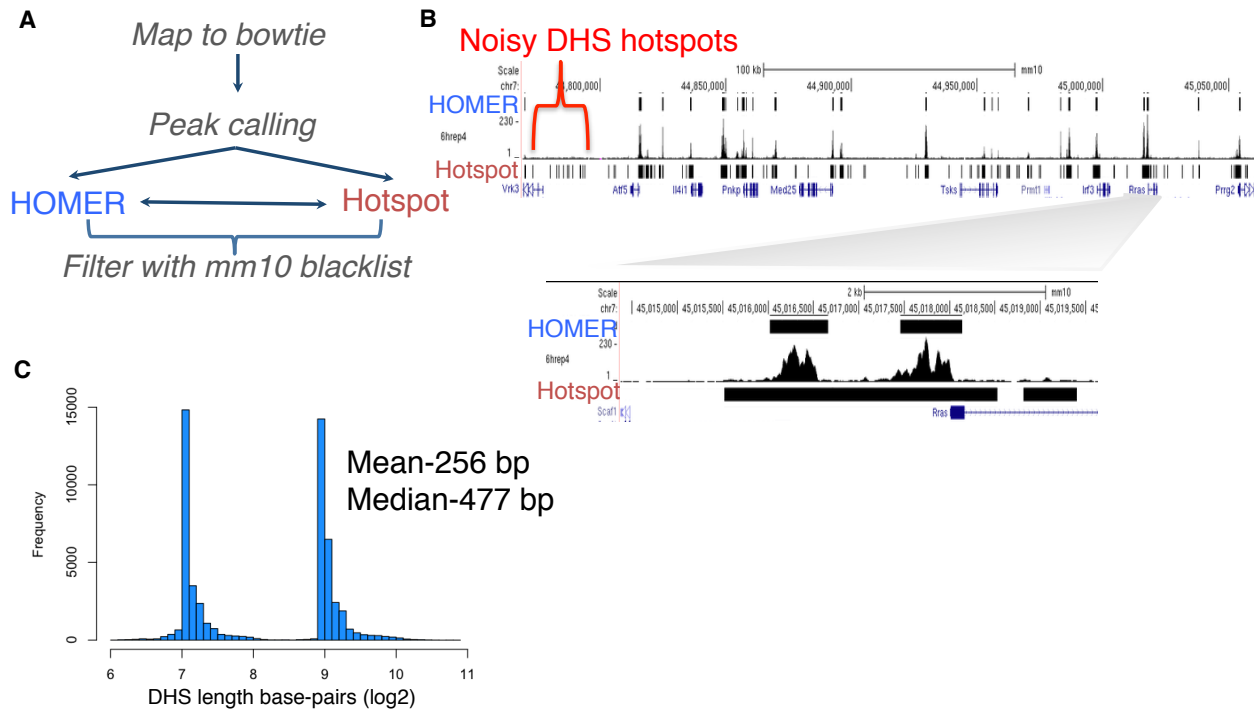 A
Map to bowtie
Peak calling
HOMER
Hotspot
Filter with mm10 blacklist
B
Noisy DHS hotspots
Scale 100 kb mm10
chr7: 44,850,000 44,900,000 44,950,000 45,000,000 45,050,000
HOMER
230 -
6hrep4
1 _
Hotspot
Vrk3 Atf5 Il4i1 Pnkp Med25 Tsks Prmt1 Irf3 Rras Prrg2
Scale 2 kb mm10
chr7: 45,015,000 45,015,500 45,016,000 45,016,500 45,017,000 45,017,500 45,018,000 45,018,500 45,019,000 45,019,500
HOMER
230 -
6hrep4
1 _
Hotspot
Scaf1 Rras
C
Mean-256 bp
Median-477 bp
Frequency
15000
10000
5000
0
6 7 8 9 10 11
DHS length base-pairs (log2)